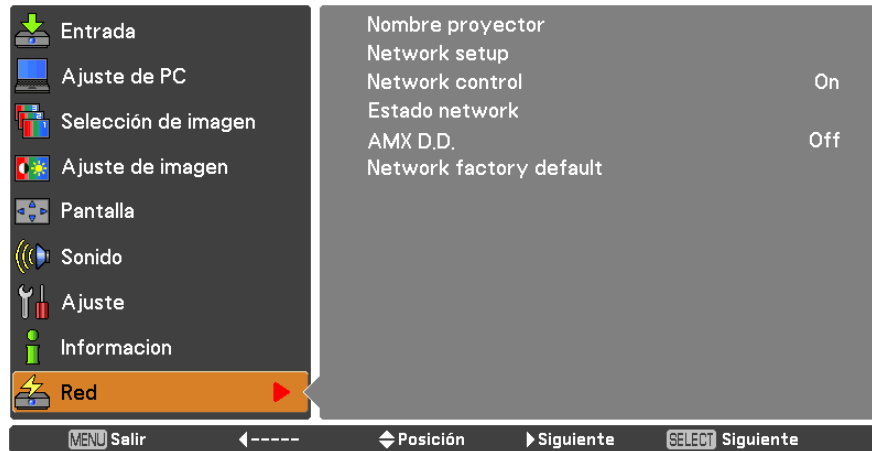 Entrada
Ajuste de PC
Selección de imagen
Ajuste de imagen
Pantalla
Sonido
Ajuste
Informacion
Red
Nombre proyector
Network setup
Network control On
Estado network
AMX D.D. Off
Network factory default
MENU Salir ----- Posición Siguiente SELECT Siguiente